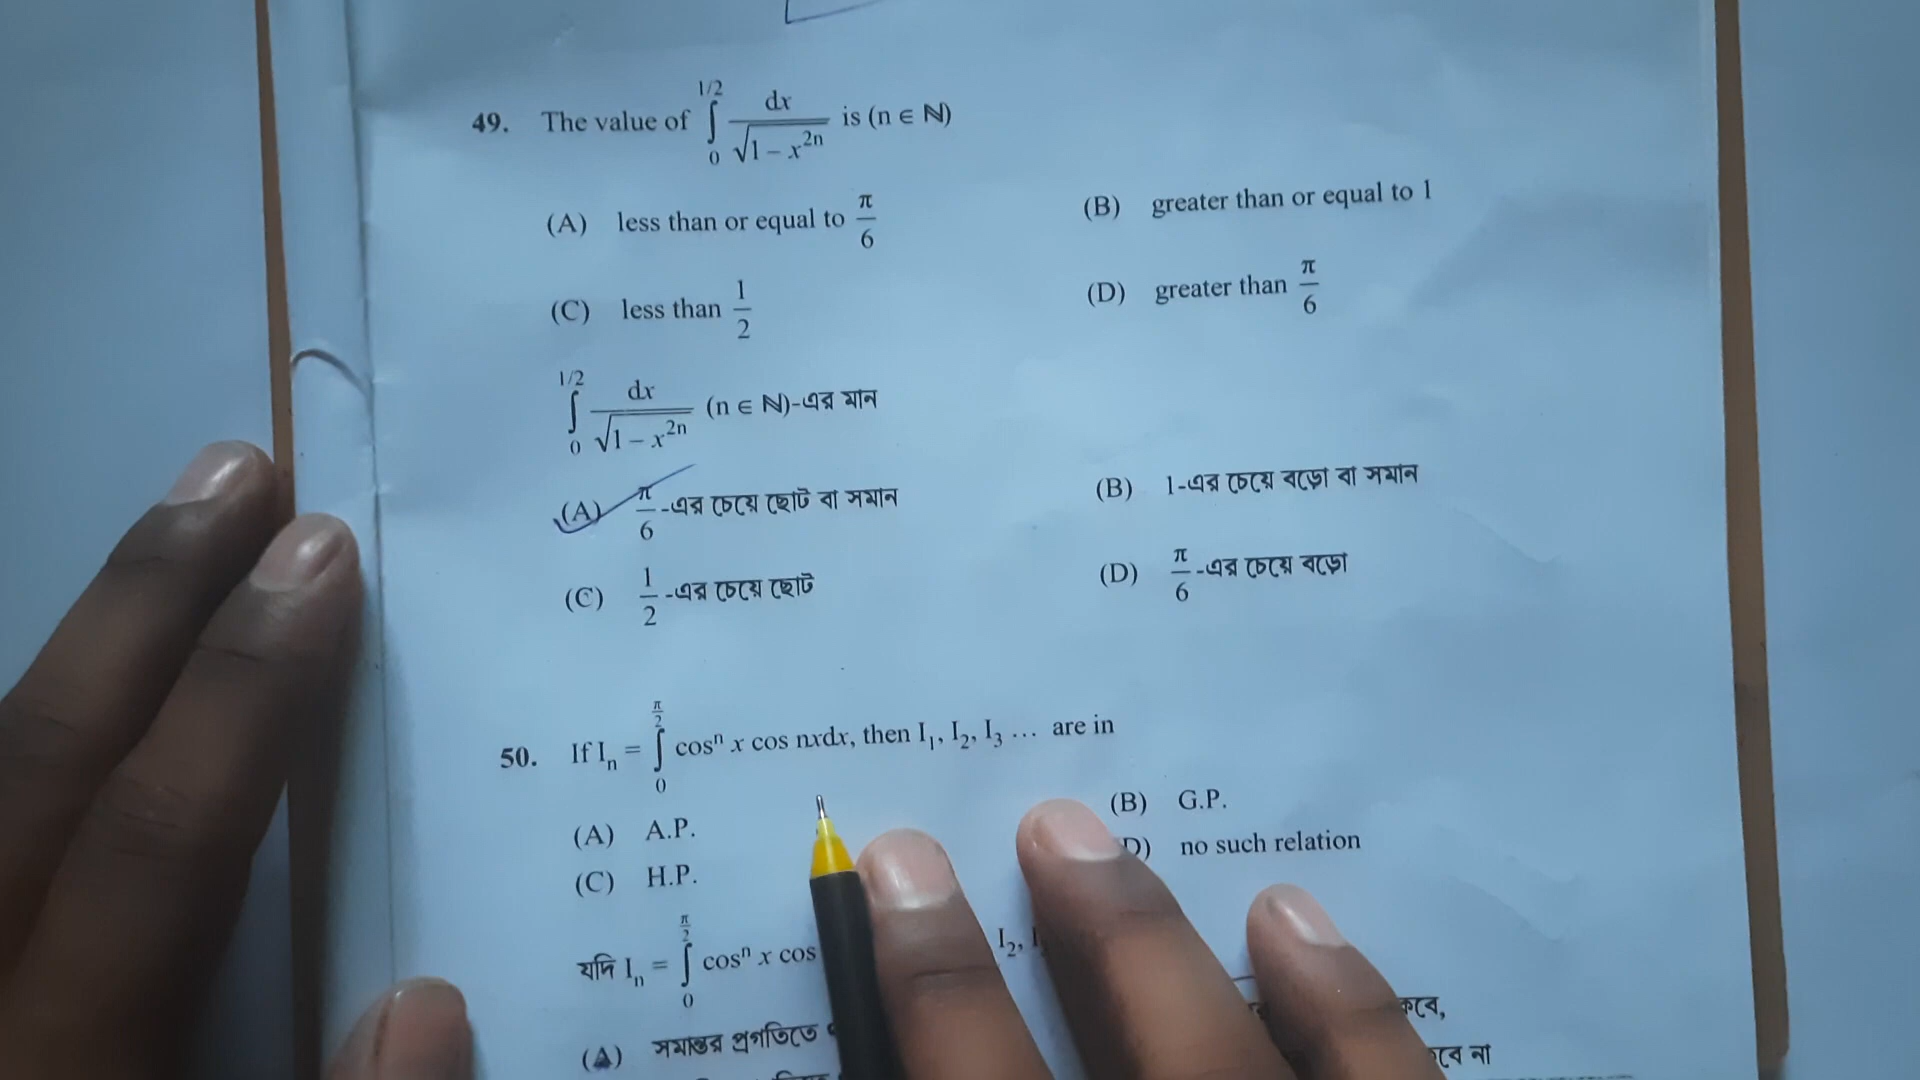 49. The value of ∫₀^{1/2} dx/√(1 – x^{2n}) is (n ∈ ℕ)
(A) less than or equal to π/6 (B) greater than or equal to 1
(C) less than 1/2 (D) greater than π/6
∫₀^{1/2} dx/√(1 – x^{2n}) (n ∈ ℕ)-এর মান
(A) π/6-এর চেয়ে ছোট বা সমান (B) 1-এর চেয়ে বড়ো বা সমান
(C) 1/2-এর চেয়ে ছোট (D) π/6-এর চেয়ে বড়ো
50. If Iₙ = ∫₀^{π/2} cosⁿ x cos nxdx, then I₁, I₂, I₃ … are in
(A) A.P. (B) G.P.
(C) H.P. D) no such relation
যদি Iₙ = ∫₀^{π/2} cosⁿ x cos I₂,
(A) সমান্তর প্রগতিতে